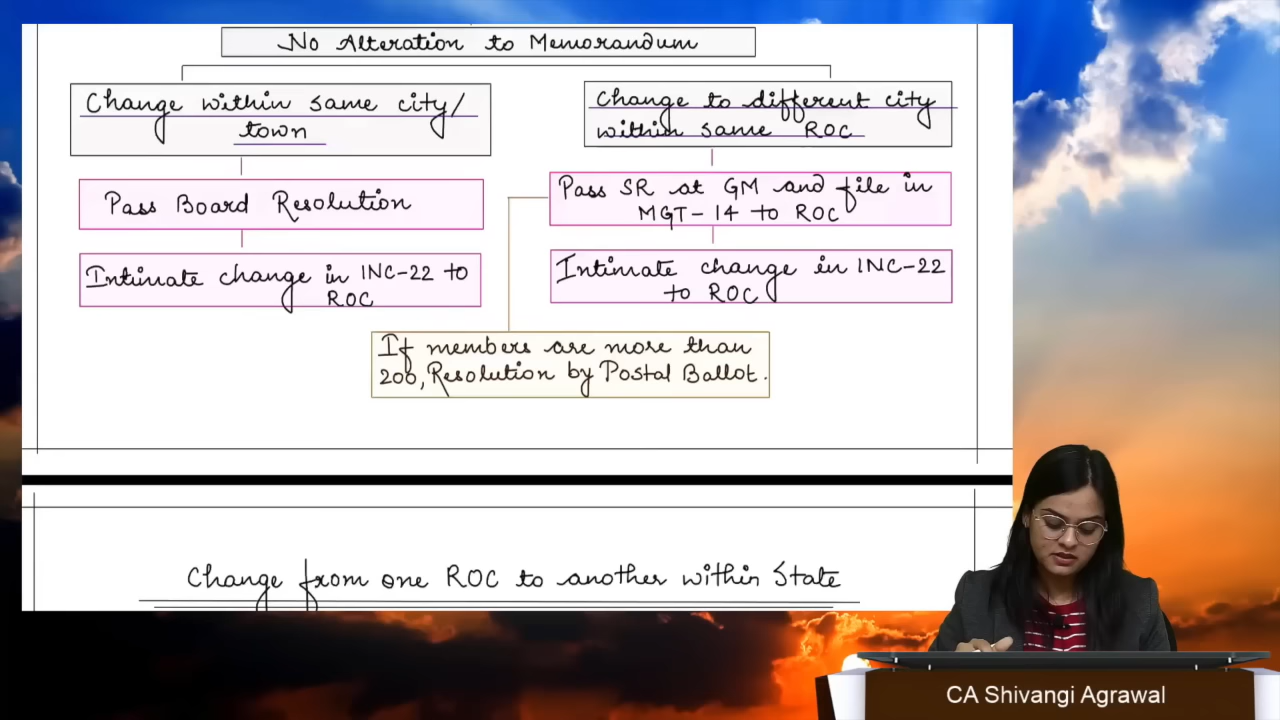 No Alteration to Memorandum
Change within same city/
town
Pass Board Resolution
Intimate change in INC-22 to
ROC
Change to different city
within same ROC
Pass SR at GM and file in
MGT-14 to ROC
Intimate change in INC-22
to ROC
If members are more than
200, Resolution by Postal Ballot.
Change from one ROC to another within State
CA Shivangi Agrawal